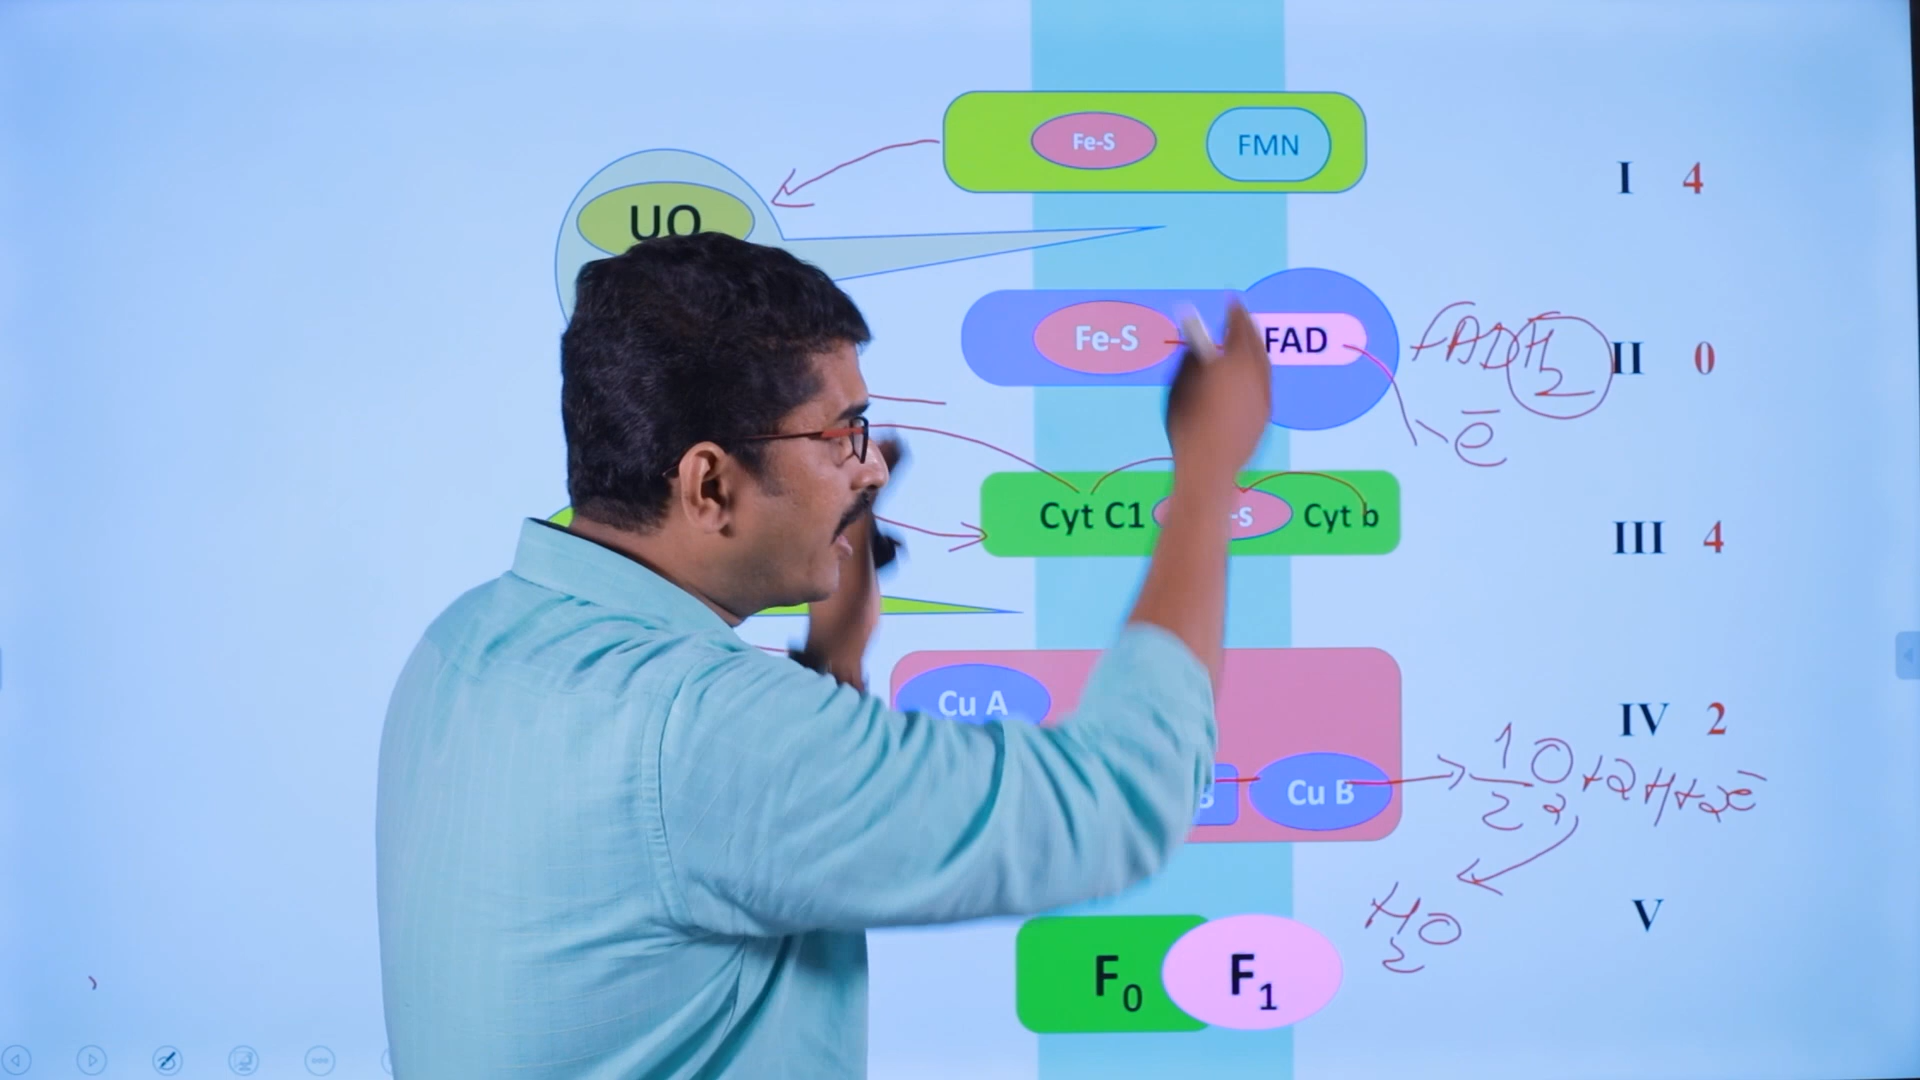 Fe-S FMN
I 4
UQ
Fe-S FAD FADH2 II 0
e̅
Cyt C1 -S Cyt b III 4
Cu A
IV 2
B Cu B 1/2 O2 + 2H + 2e̅
H2O
V
F0 F1